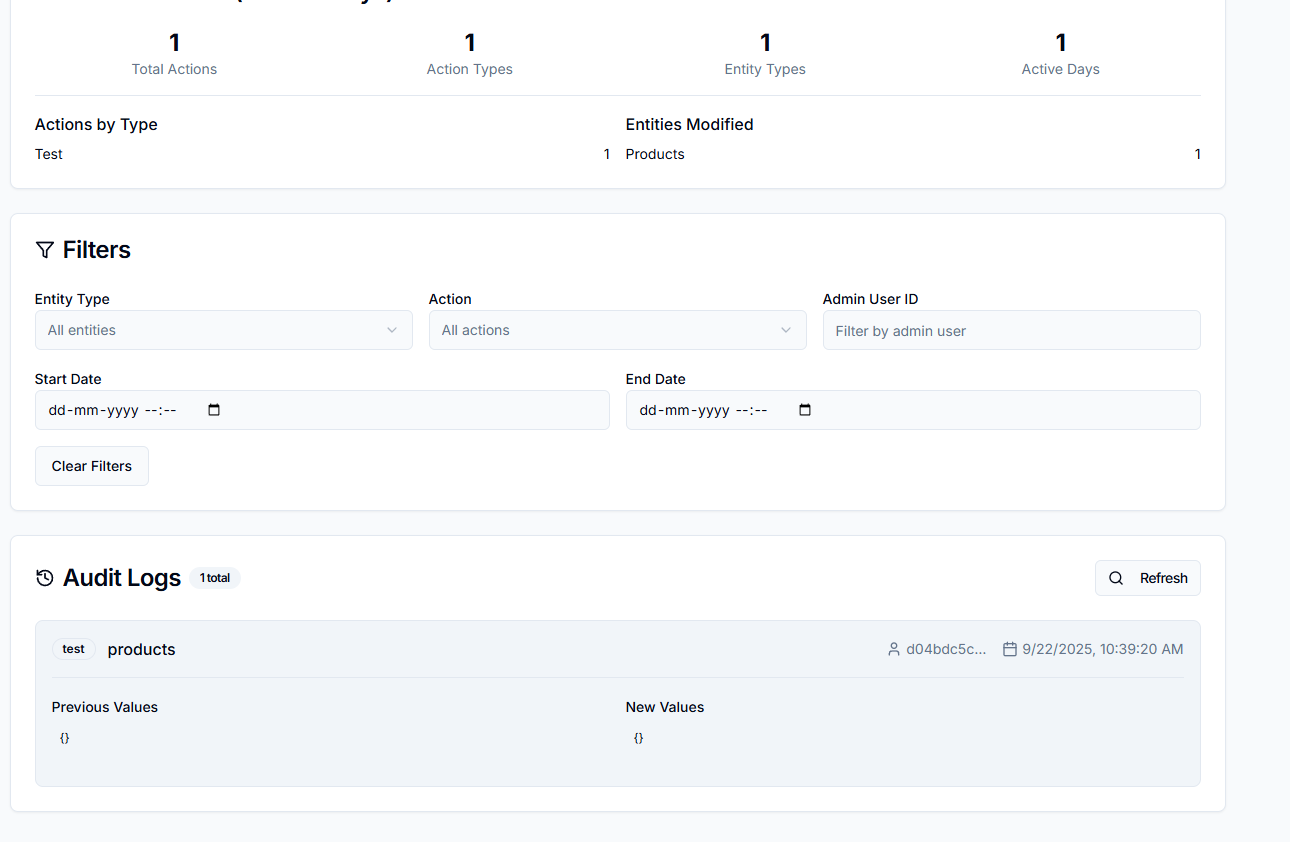 1 1 1 1
Total Actions Action Types Entity Types Active Days
Actions by Type Entities Modified
Test 1 Products 1
Filters
Entity Type Action Admin User ID
All entities All actions Filter by admin user
Start Date End Date
dd-mm-yyyy --:-- dd-mm-yyyy --:--
Clear Filters
Audit Logs 1 total Refresh
test products d04bdc5c... 9/22/2025, 10:39:20 AM
Previous Values New Values
{} {}